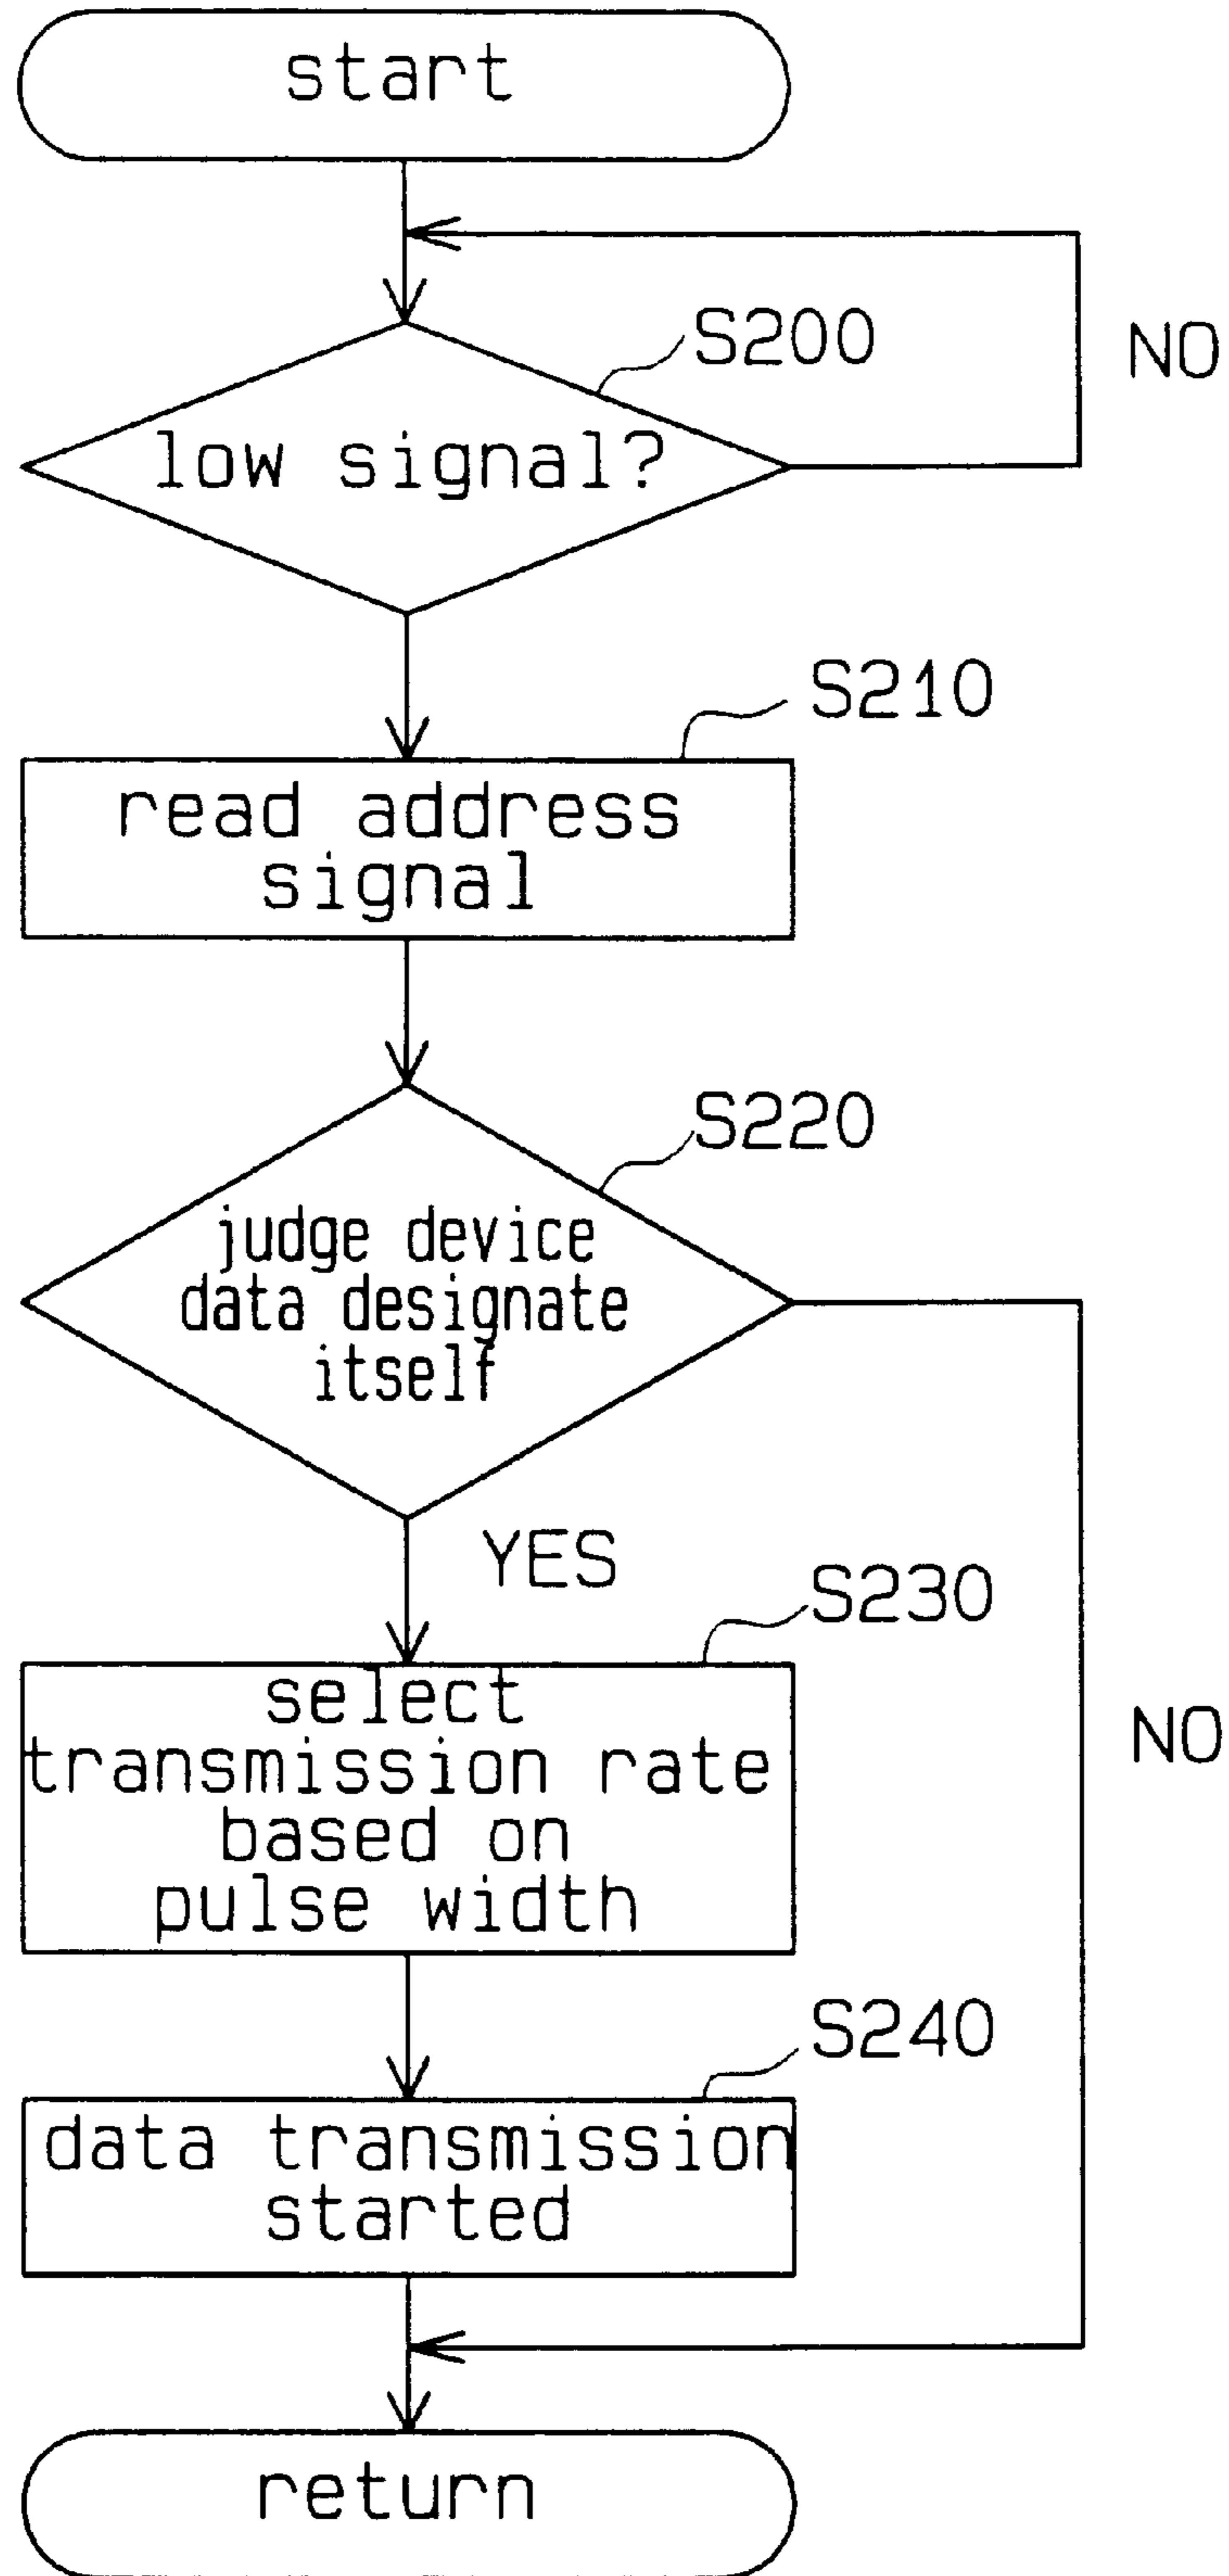 start
S200
NO
low signal?
S210
read address
signal
S220
judge device
data designate
itself
YES
S230
select
transmission rate
based on
pulse width
NO
S240
data transmission
started
return